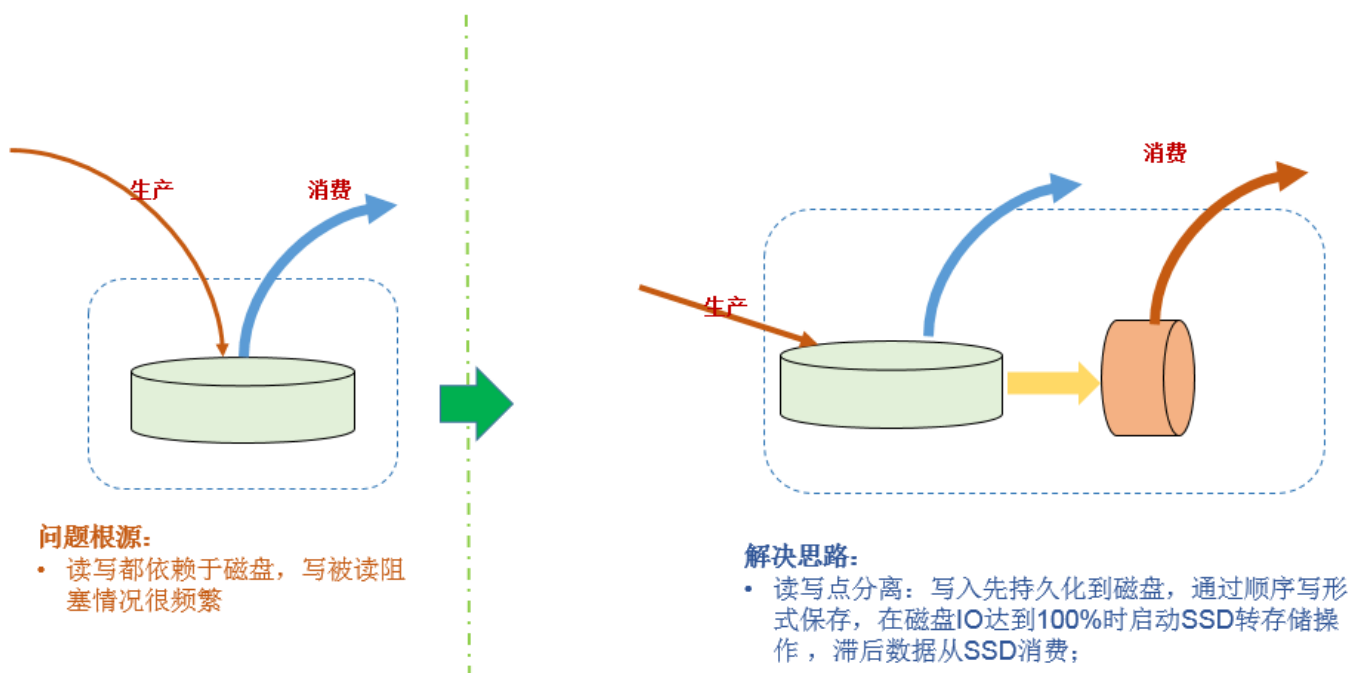 生产
消费
问题根源：
• 读写都依赖于磁盘，写被读阻
塞情况很频繁
消费
生产
解决思路：
• 读写点分离：写入先持久化到磁盘，通过顺序写形
式保存，在磁盘IO达到100%时启动SSD转存储操
作 ，滞后数据从SSD消费；